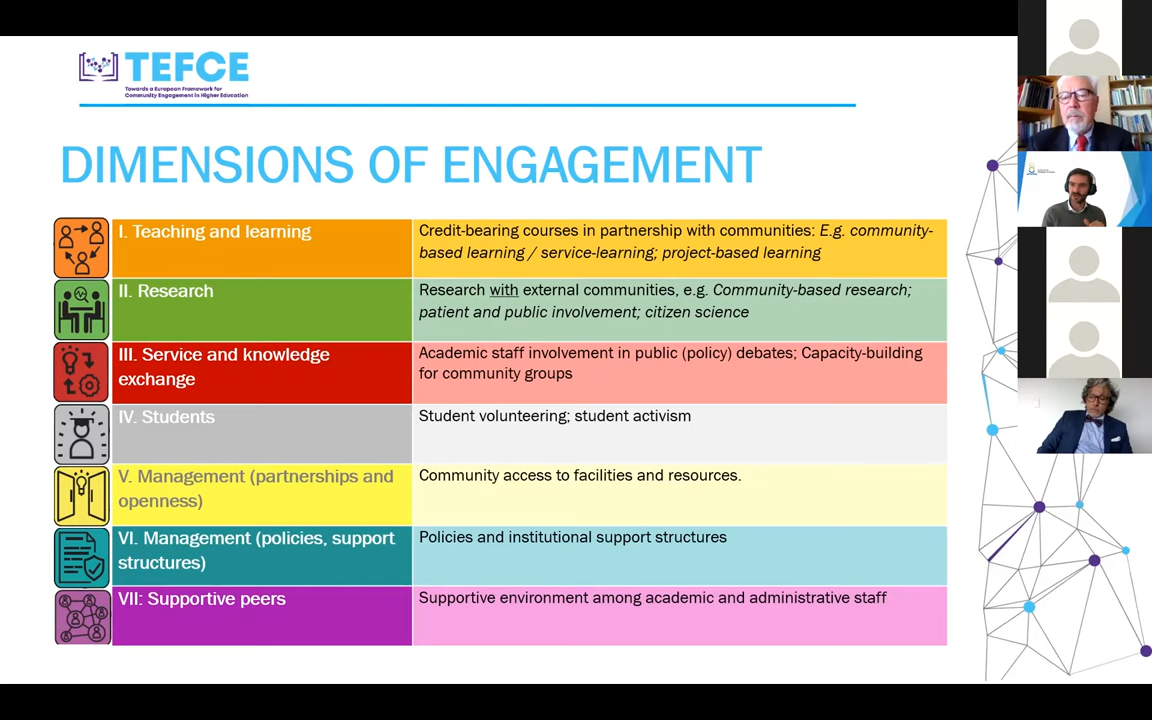 TEFCE
Towards a European Framework for
Community Engagement in Higher Education
DIMENSIONS OF ENGAGEMENT
I. Teaching and learning
Credit-bearing courses in partnership with communities: E.g. community-
based learning / service-learning; project-based learning
II. Research
Research with external communities, e.g. Community-based research;
patient and public involvement; citizen science
III. Service and knowledge
exchange
Academic staff involvement in public (policy) debates; Capacity-building
for community groups
IV. Students
Student volunteering; student activism
V. Management (partnerships and
openness)
Community access to facilities and resources.
VI. Management (policies, support
structures)
Policies and institutional support structures
VII: Supportive peers
Supportive environment among academic and administrative staff